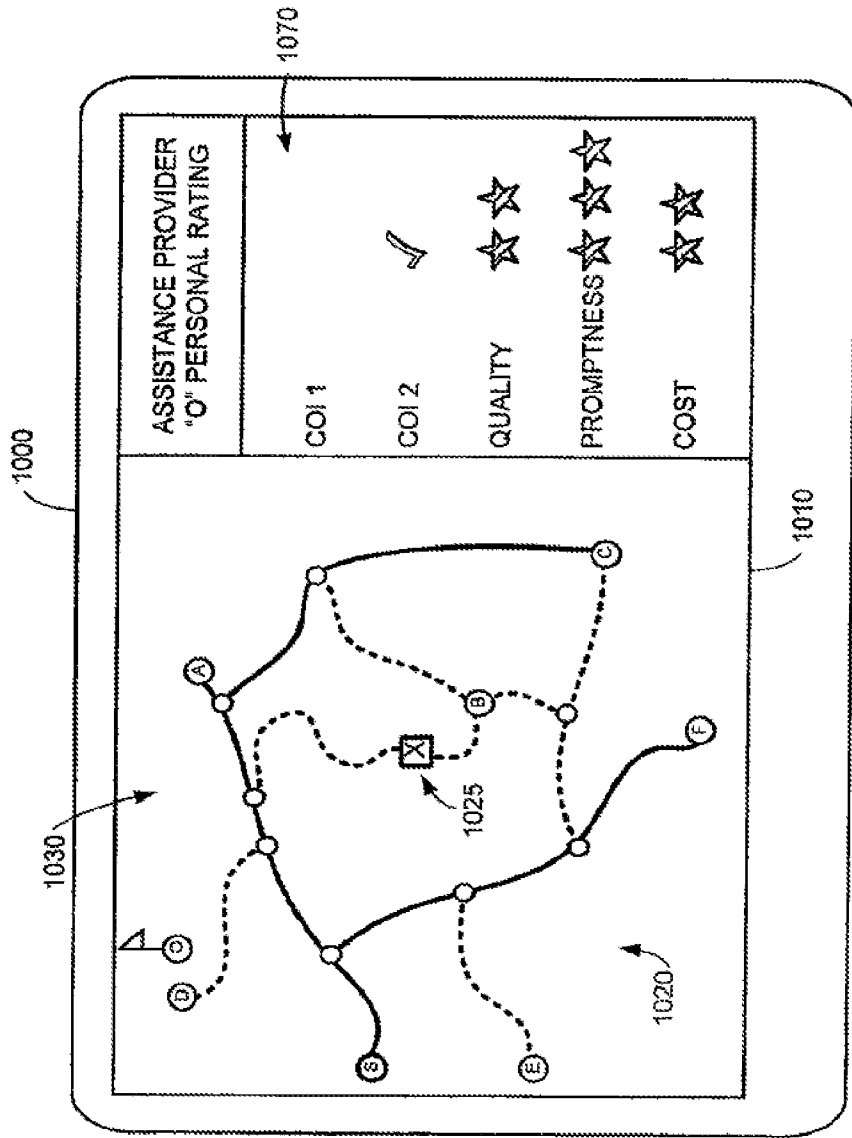 1000
ASSISTANCE PROVIDER
"O" PERSONAL RATING
1070
COI 1
COI 2
QUALITY
PROMPTNESS
COST
1030
D
O
A
S
X
1025
B
E
C
F
1020
1010